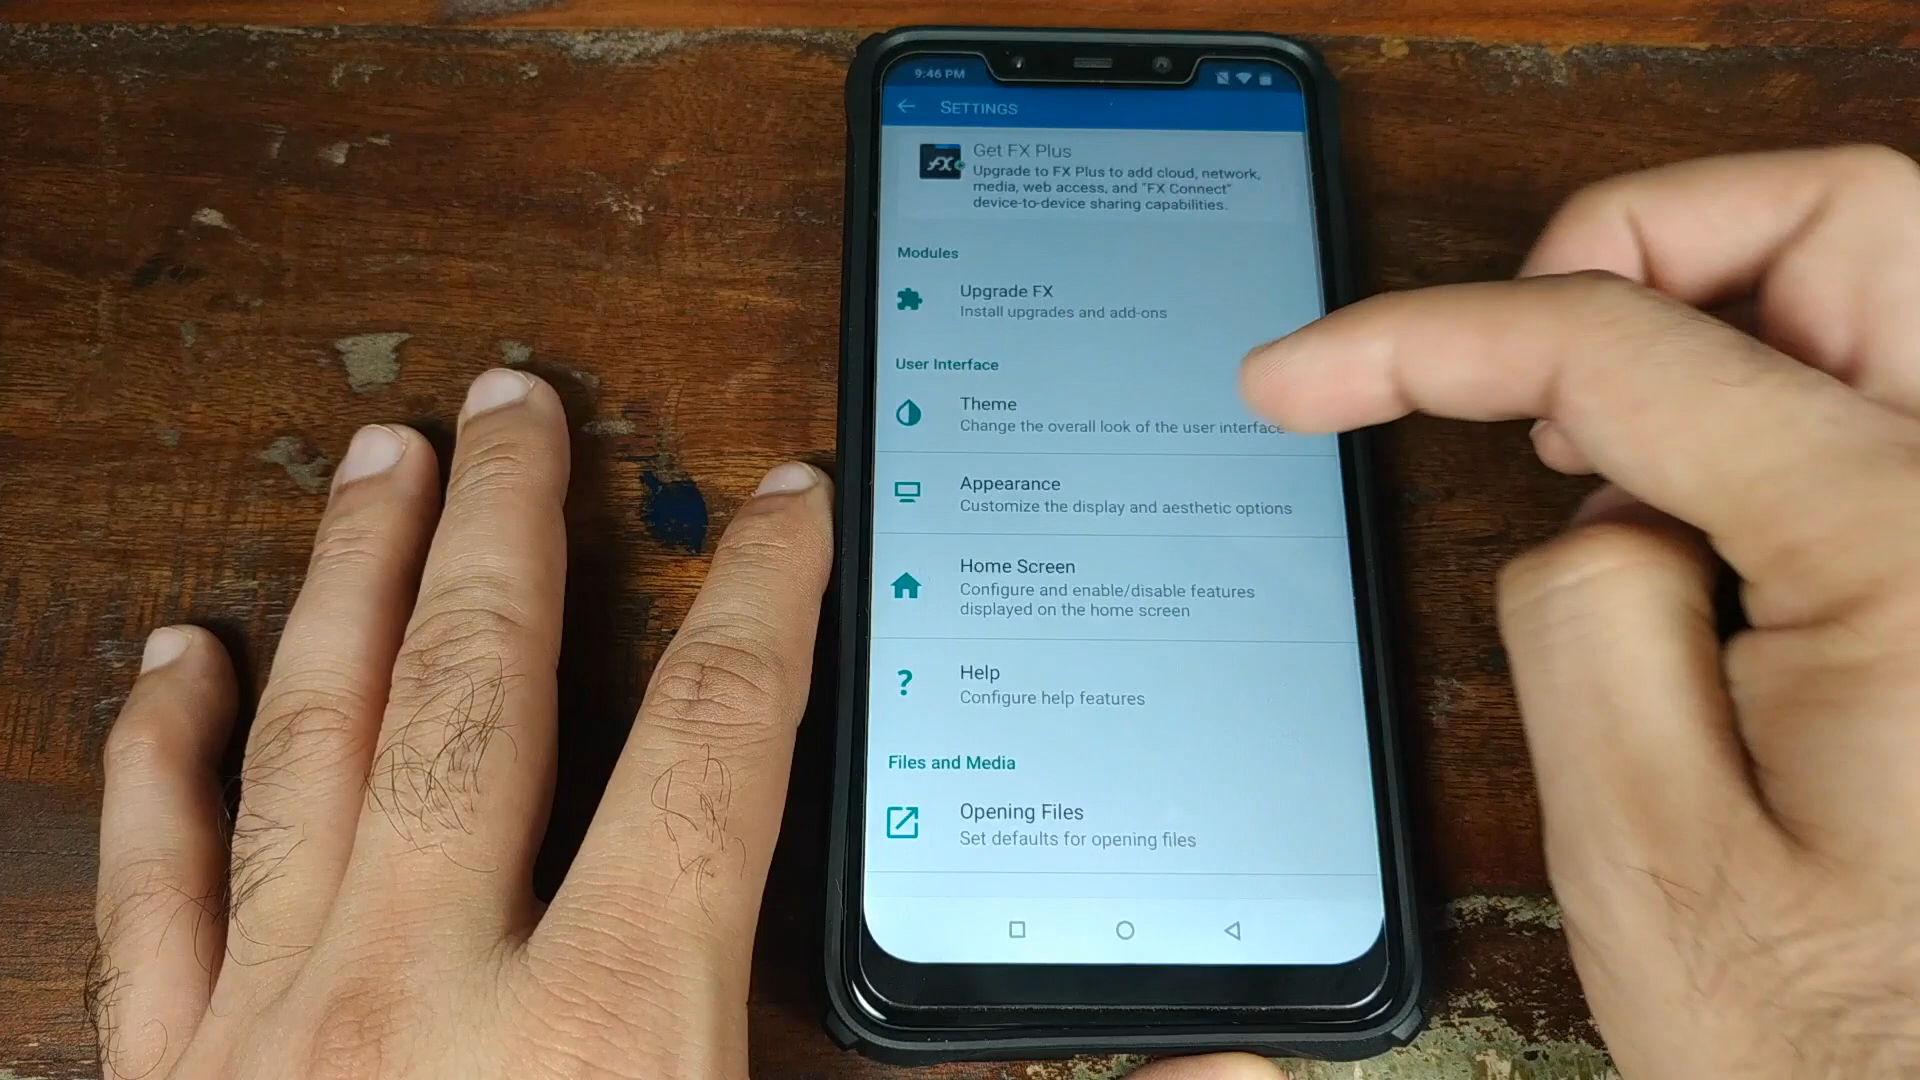 9:46 PM
SETTINGS
FX
Get FX Plus
Upgrade to FX Plus to add cloud, network,
media, web access, and "FX Connect"
device-to-device sharing capabilities.
Modules
Upgrade FX
Install upgrades and add-ons
User Interface
Theme
Change the overall look of the user interface
Appearance
Customize the display and aesthetic options
Home Screen
Configure and enable/disable features
displayed on the home screen
?
Help
Configure help features
Files and Media
Opening Files
Set defaults for opening files